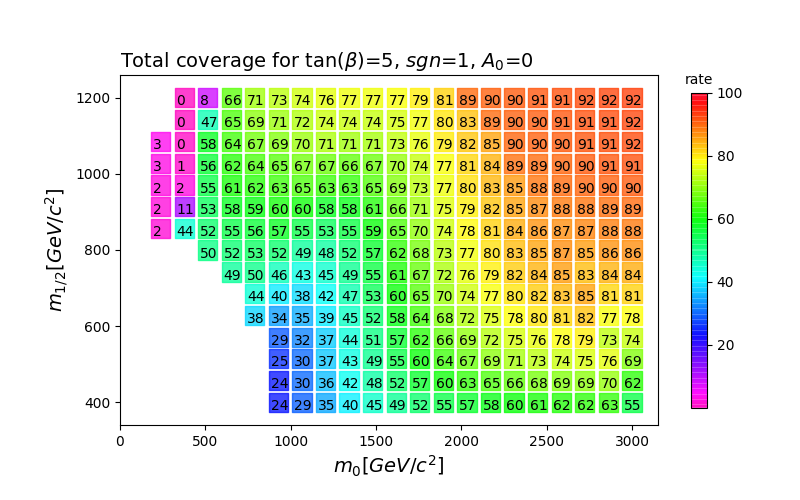 Total coverage for tan(β)=5, sgn=1, A₀=0
rate
1200 0 8 66 71 73 74 76 77 77 77 79 81 89 90 90 91 91 92 92 92 100
0 47 65 69 71 72 74 74 74 75 77 80 83 89 90 90 91 91 91 92
3 0 58 64 67 69 70 71 71 71 73 76 79 82 85 90 90 90 91 92
1000 3 1 56 62 64 65 67 67 66 67 70 74 77 81 84 89 89 90 90 91 91 80
2 2 55 61 62 63 65 63 63 65 69 73 77 80 83 85 88 89 90 90 90
2 11 53 58 59 60 60 58 58 61 66 71 75 79 82 85 87 88 88 89 89
2 44 52 55 56 57 55 53 55 59 65 70 74 78 81 84 86 87 87 88 88 60
800 50 52 53 52 49 48 52 57 62 68 73 77 80 83 85 87 85 86 86
49 50 46 43 45 49 55 61 67 72 76 79 82 84 85 83 84 84
44 40 38 42 47 53 60 65 70 74 77 80 82 83 85 81 81 40
600 38 34 35 39 45 52 58 64 68 72 75 78 80 81 82 77 78
29 32 37 44 51 57 62 66 69 72 75 76 78 79 73 74 20
25 30 37 43 49 55 60 64 67 69 71 73 74 75 76 69
24 30 36 42 48 52 57 60 63 65 66 68 69 69 70 62
400 24 29 35 40 45 49 52 55 57 58 60 61 62 62 63 55
0 500 1000 1500 2000 2500 3000
m₁/₂[GeV/c²]
m₀[GeV/c²]